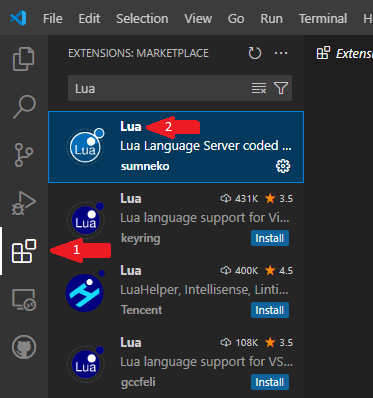 File Edit Selection View Go Run Terminal H
EXTENSIONS: MARKETPLACE
Extens
Lua
Lua
2
Lua
Lua Language Server coded ...
sumneko
Lua
431K 3.5
Lua
Lua language support for Vi...
keyring
Install
1
Lua
400K 4.5
LuaHelper, Intellisense, Linti...
Tencent
Install
Lua
108K 3.5
Lua
Lua language support for VS...
gccfeli
Install